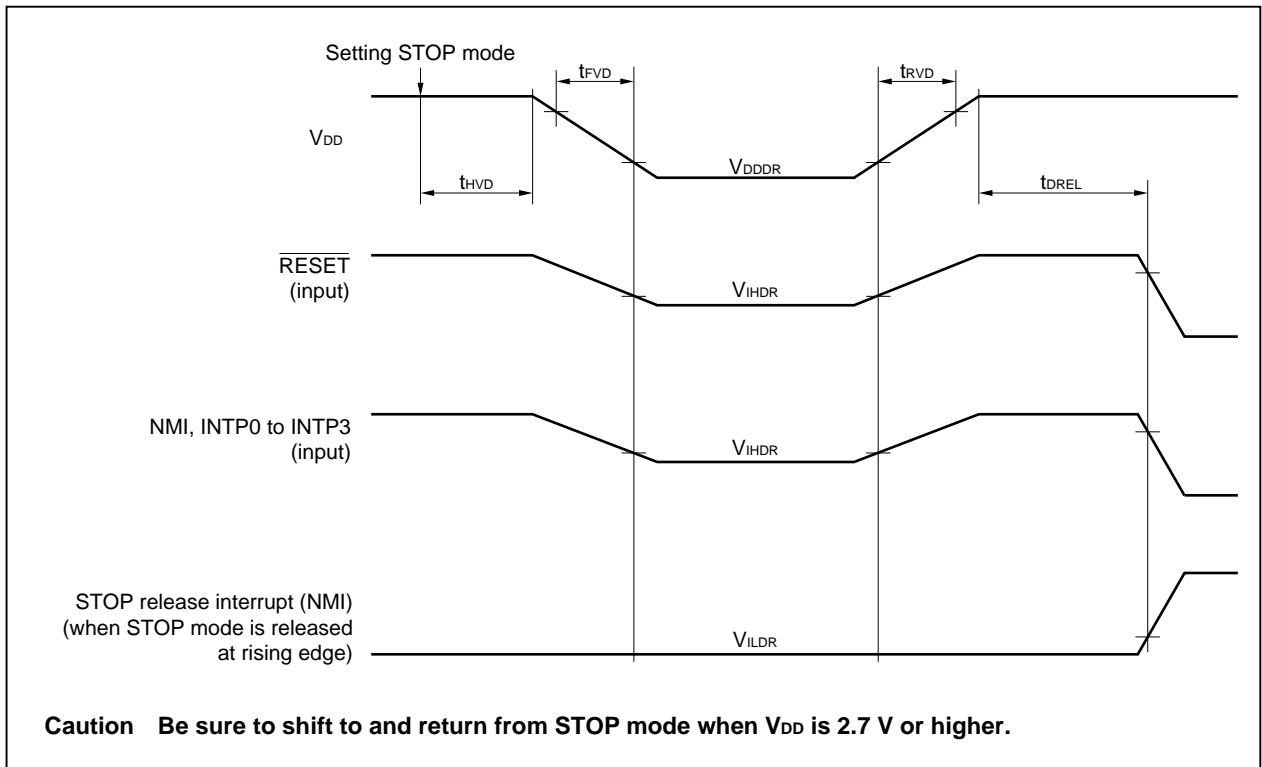 Setting STOP mode
tFVD
tRVD
VDD
VDDDR
tHVD
tDREL
RESET
(input)
VIHDR
NMI, INTP0 to INTP3
(input)
VIHDR
STOP release interrupt (NMI)
(when STOP mode is released
at rising edge)
VILDR
Caution Be sure to shift to and return from STOP mode when VDD is 2.7 V or higher.